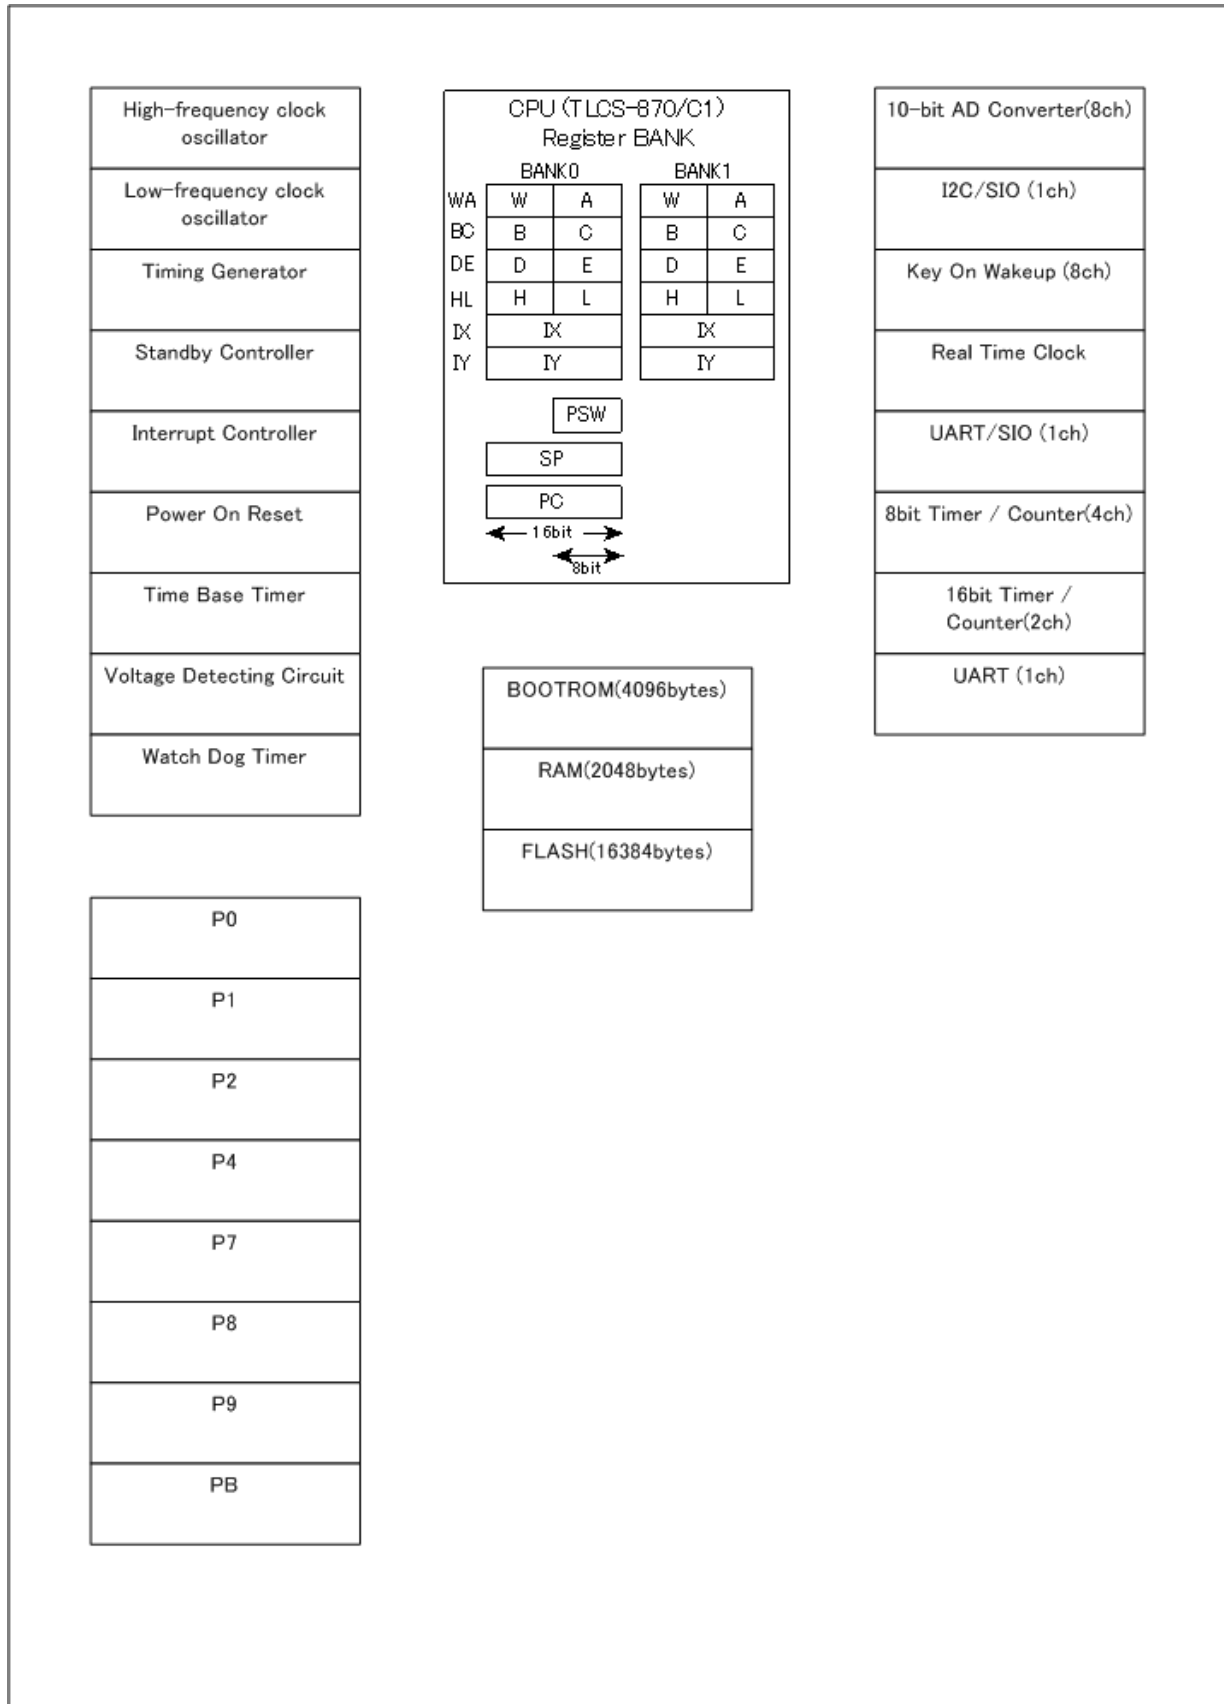 High-frequency clock
oscillator
Low-frequency clock
oscillator
Timing Generator
Standby Controller
Interrupt Controller
Power On Reset
Time Base Timer
Voltage Detecting Circuit
Watch Dog Timer
CPU (TLCS-870/C1)
Register BANK
BANK0 BANK1
WA W A W A
BC B C B C
DE D E D E
HL H L H L
IX IX IX
IY IY IY
PSW
SP
PC
16bit
8bit
BOOTROM(4096bytes)
RAM(2048bytes)
FLASH(16384bytes)
10-bit AD Converter(8ch)
I2C/SIO (1ch)
Key On Wakeup (8ch)
Real Time Clock
UART/SIO (1ch)
8bit Timer / Counter(4ch)
16bit Timer /
Counter(2ch)
UART (1ch)
P0
P1
P2
P4
P7
P8
P9
PB